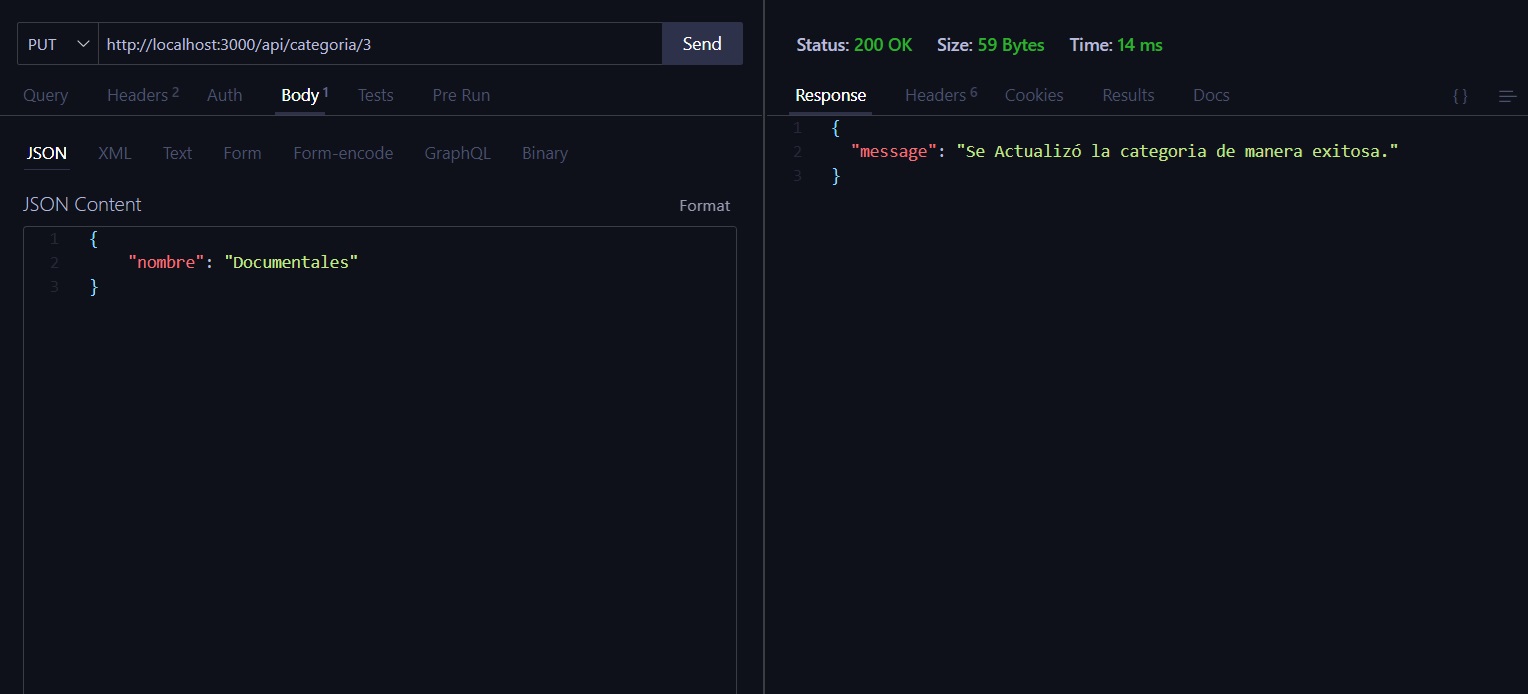 PUT http://localhost:3000/api/categoria/3 Send
Query Headers 2 Auth Body 1 Tests Pre Run
JSON XML Text Form Form-encode GraphQL Binary
JSON Content Format
1 {
2 "nombre": "Documentales"
3 }
Status: 200 OK Size: 59 Bytes Time: 14 ms
Response Headers 6 Cookies Results Docs { }
1 {
2 "message": "Se Actualizó la categoria de manera exitosa."
3 }